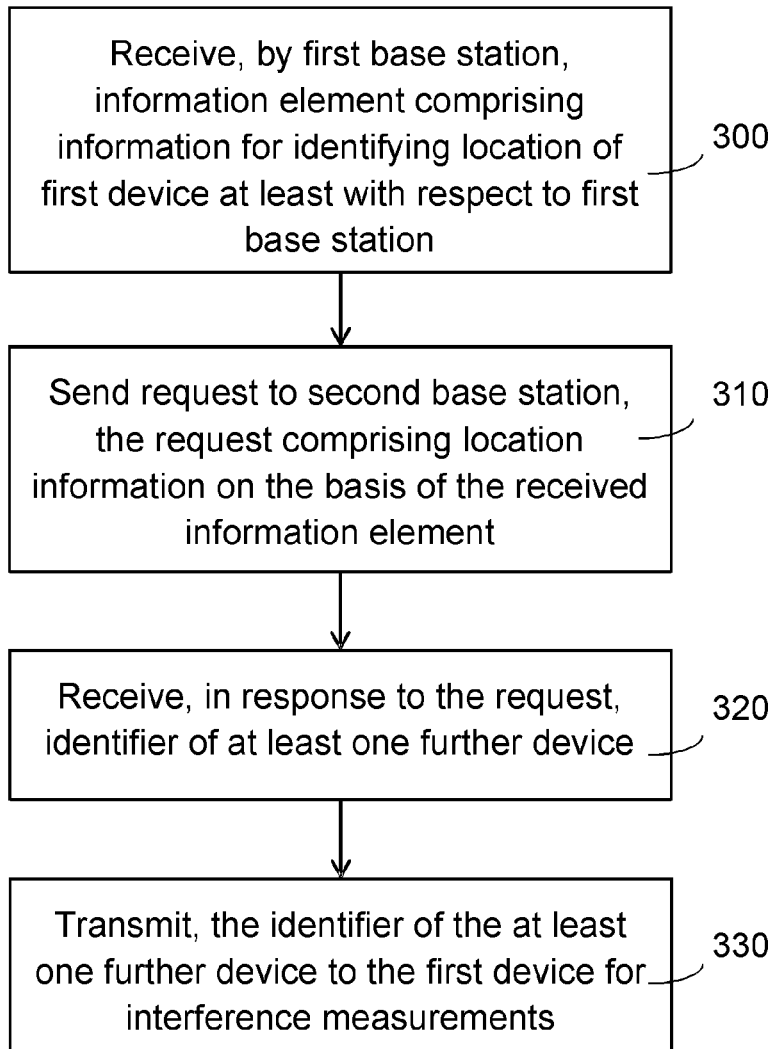 Receive, by first base station,
information element comprising
information for identifying location of
first device at least with respect to first
base station
300
Send request to second base station,
the request comprising location
information on the basis of the received
information element
310
Receive, in response to the request,
identifier of at least one further device
320
Transmit, the identifier of the at least
one further device to the first device for
interference measurements
330